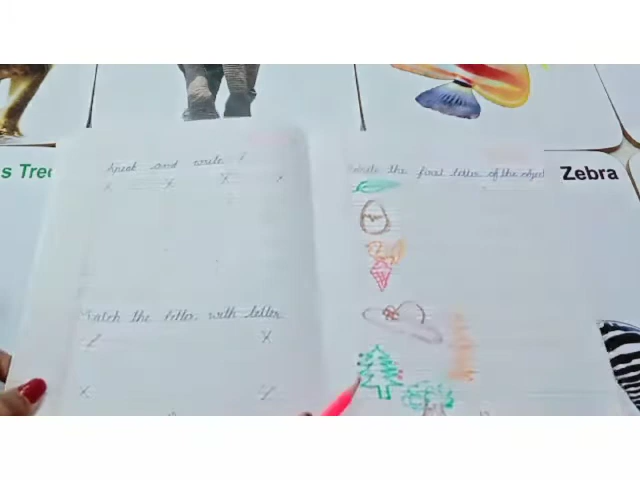 s Tree
Zebra
Speak and write X
X X X X
Write the first letter of the object
Match the letter with letter
X
X